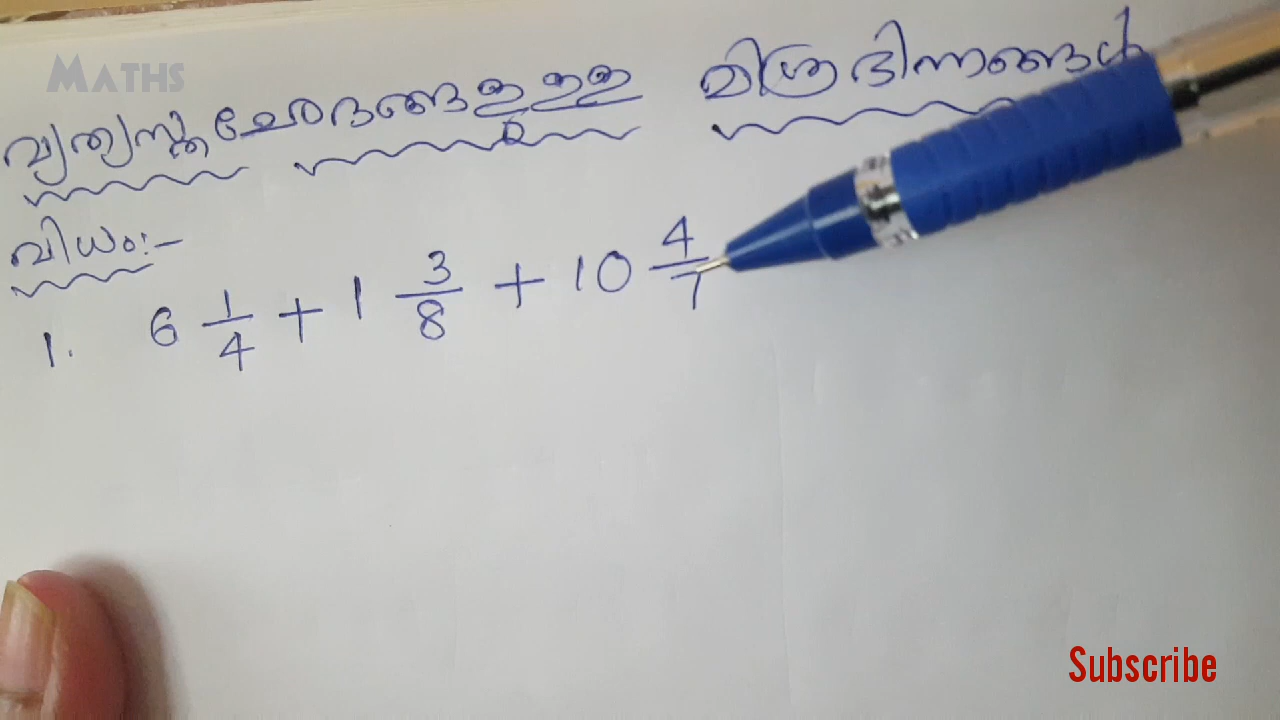 MATHS
വ്യത്യസ്ത ഛേദങ്ങളുള്ള മിശ്രഭിന്നങ്ങൾ
വിധം:-
1. 6 1/4 + 1 3/8 + 10 4/7
Subscribe